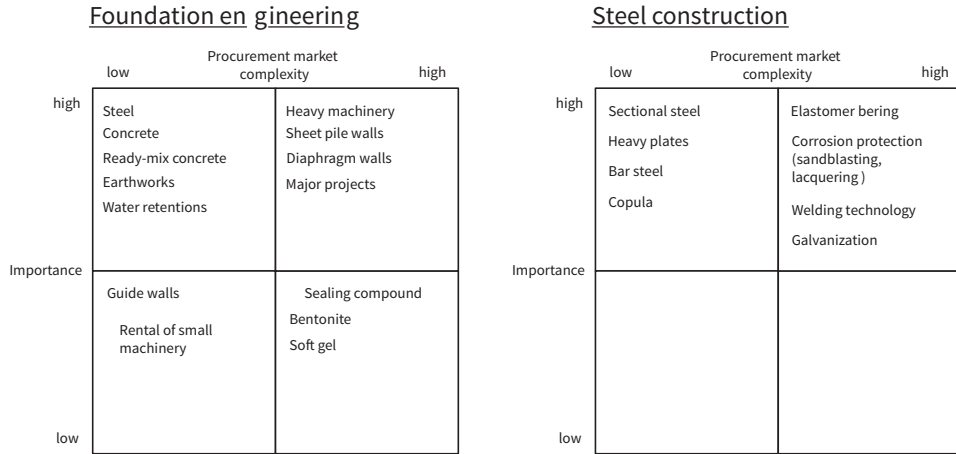 Foundation en gineering
Procurement market
complexity
low
high
high
Steel
Concrete
Ready-mix concrete
Earthworks
Water retentions
Heavy machinery
Sheet pile walls
Diaphragm walls
Major projects
Importance
Guide walls
Rental of small
machinery
Sealing compound
Bentonite
Soft gel
low
Steel construction
Procurement market
complexity
low
high
high
Sectional steel
Heavy plates
Bar steel
Copula
Elastomer bering
Corrosion protection
(sandblasting,
lacquering )
Welding technology
Galvanization
Importance
low